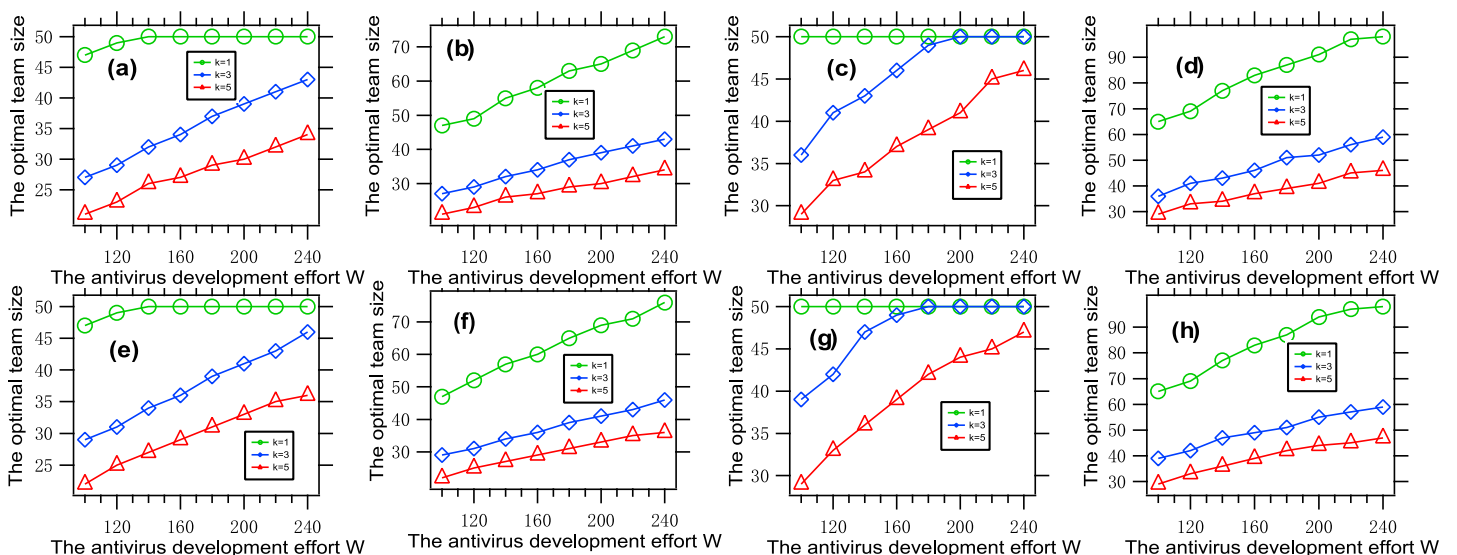 The optimal team size
50
45
40
35
30
25
(a)
k=1
k=3
k=5
120
160
200
240
The antivirus development effort W
The optimal team size
70
60
50
40
30
(b)
k=1
k=3
k=5
120
160
200
240
The antivirus development effort W
The optimal team size
50
45
40
35
30
(c)
k=1
k=3
k=5
120
160
200
240
The antivirus development effort W
The optimal team size
90
80
70
60
50
40
30
(d)
k=1
k=3
k=5
120
160
200
240
The antivirus development effort W
The optimal team size
50
45
40
35
30
25
(e)
k=1
k=3
k=5
120
160
200
240
The antivirus development effort W
The optimal team size
70
60
50
40
30
(f)
k=1
k=3
k=5
120
160
200
240
The antivirus development effort W
The optimal team size
50
45
40
35
30
(g)
k=1
k=3
k=5
120
160
200
240
The antivirus development effort W
The optimal team size
90
80
70
60
50
40
30
(h)
k=1
k=3
k=5
120
160
200
240
The antivirus development effort W